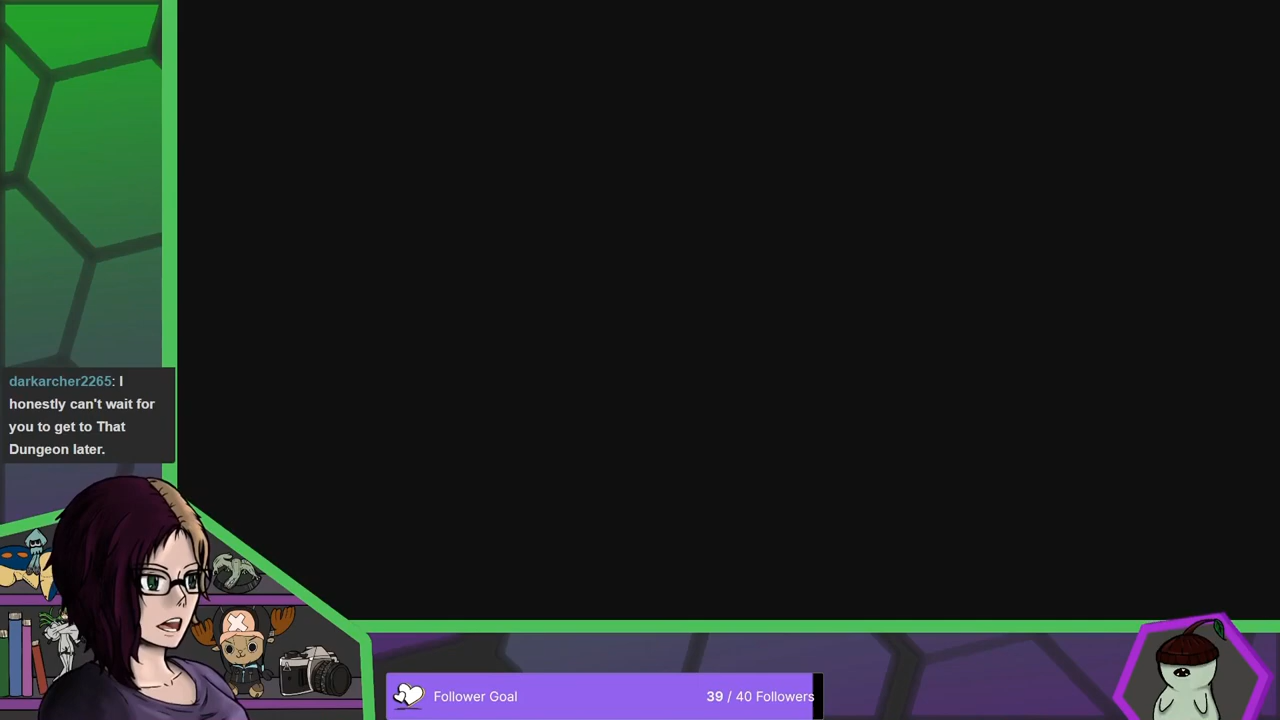 darkarcher2265: I
honestly can't wait for
you to get to That
Dungeon later.
Follower Goal
39 / 40 Followers